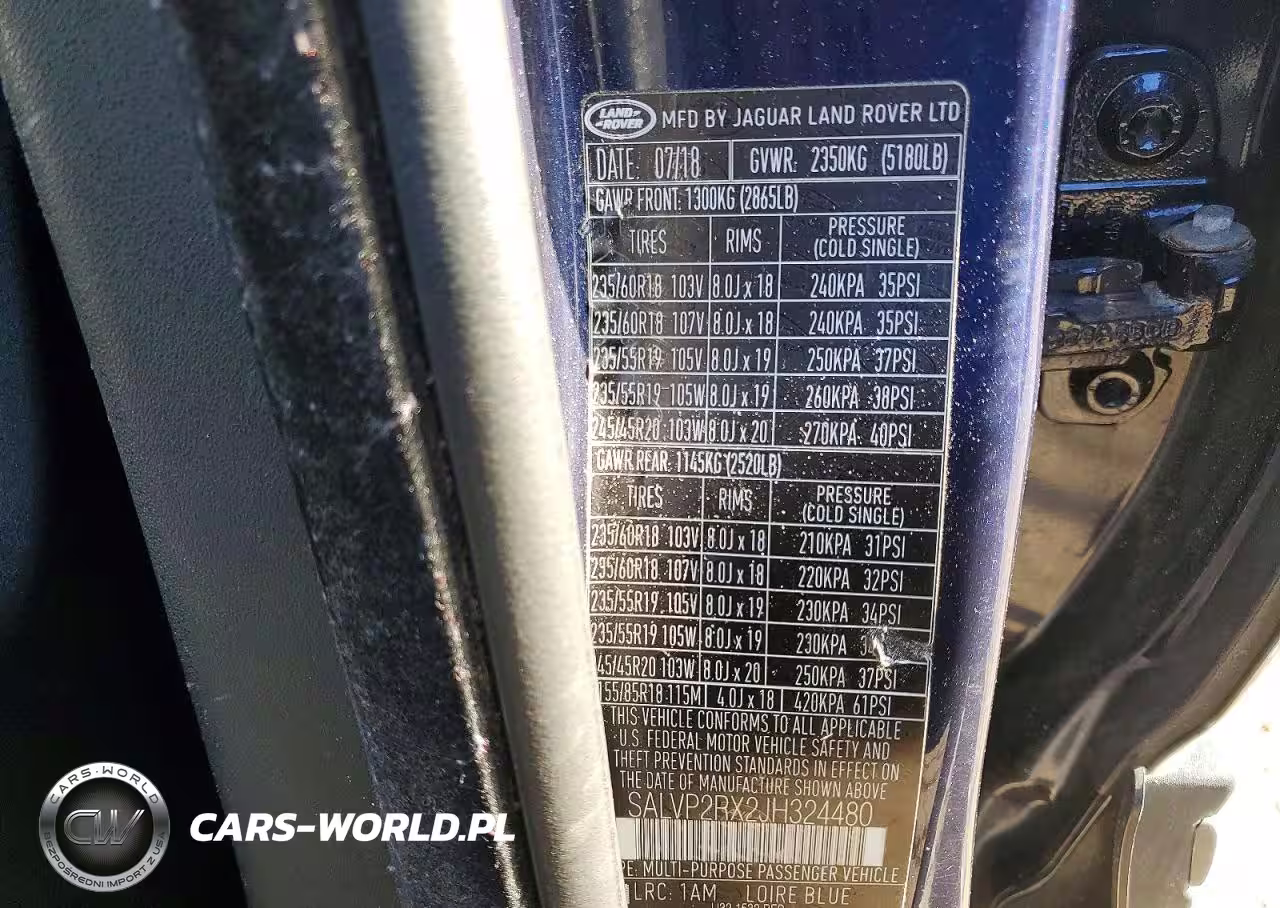 LAND ROVER MFD BY JAGUAR LAND ROVER LTD
DATE: 07/18 GVWR: 2350KG (5180LB)
GAWR FRONT: 1300KG (2865LB)
TIRES RIMS PRESSURE (COLD SINGLE)
235/60R18 103V 8.0J x 18 240KPA 35PSI
235/60R18 107V 8.0J x 18 240KPA 35PSI
235/55R19 105V 8.0J x 19 250KPA 37PSI
235/55R19 105W 8.0J x 19 260KPA 38PSI
245/45R20 103W 8.0J x 20 270KPA 40PSI
GAWR REAR: 1145KG (2520LB)
TIRES RIMS PRESSURE (COLD SINGLE)
235/60R18 103V 8.0J x 18 210KPA 31PSI
235/60R18 107V 8.0J x 18 220KPA 32PSI
235/55R19 105V 8.0J x 19 230KPA 34PSI
235/55R19 105W 8.0J x 19 230KPA
45/45R20 103W 8.0J x 20 250KPA 37PSI
155/85R18 115M 4.0J x 18 420KPA 61PSI
THIS VEHICLE CONFORMS TO ALL APPLICABLE
U.S. FEDERAL MOTOR VEHICLE SAFETY AND
THEFT PREVENTION STANDARDS IN EFFECT ON
THE DATE OF MANUFACTURE SHOWN ABOVE
SALVP2RX2JH324480
PE: MULTI-PURPOSE PASSENGER VEHICLE
LRC: 1AM LOIRE BLUE
CARS-WORLD
CW
BEZPOŚREDNI IMPORT Z USA
CARS-WORLD.PL